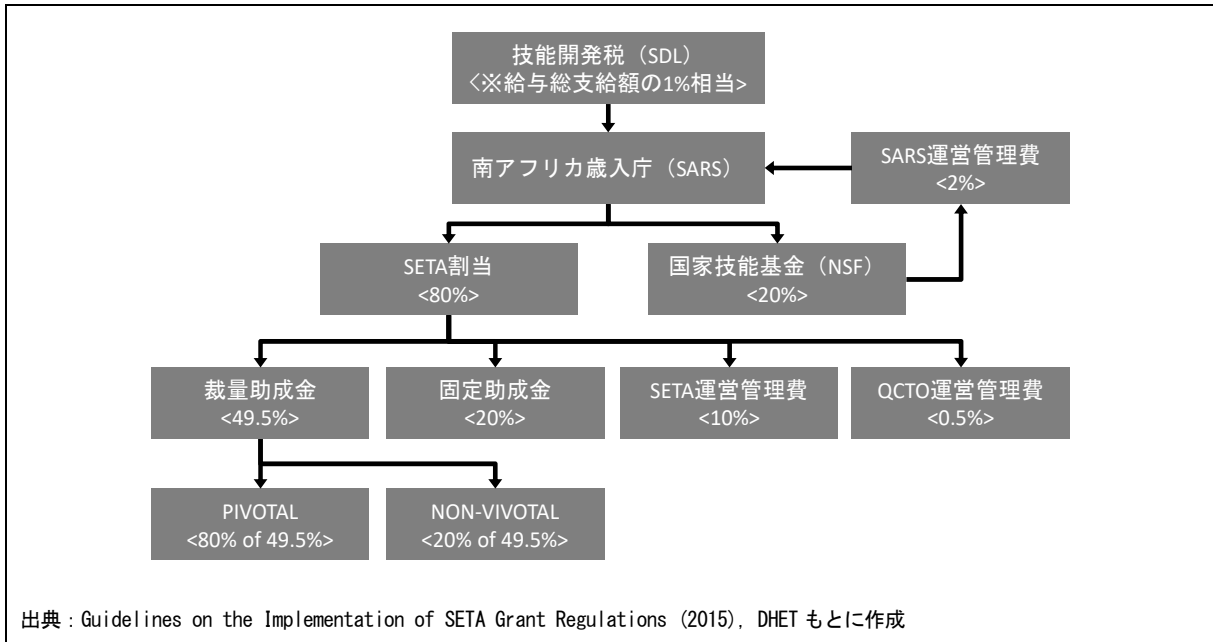 技能開発税（SDL）
<※給与総支給額の1%相当>
南アフリカ歳入庁（SARS）
SARS運営管理費
<2%>
SETA割当
<80%>
国家技能基金（NSF）
<20%>
裁量助成金
<49.5%>
固定助成金
<20%>
SETA運営管理費
<10%>
QCTO運営管理費
<0.5%>
PIVOTAL
<80% of 49.5%>
NON-VIVOTAL
<20% of 49.5%>
出典：Guidelines on the Implementation of SETA Grant Regulations (2015), DHET もとに作成